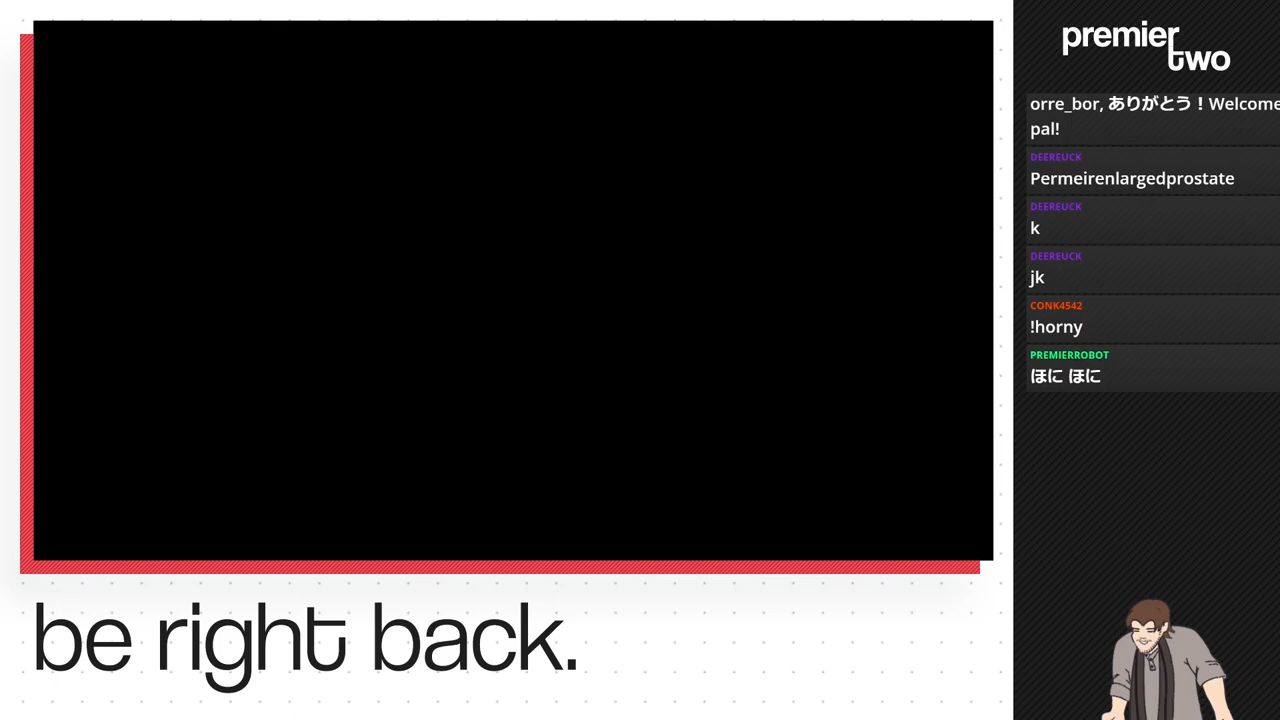 premier
two
orre_bor, ありがとう！Welcome
pal!
DEEREUCK
Permeirenlargedprostate
DEEREUCK
k
DEEREUCK
jk
CONK4542
!horny
PREMIERROBOT
ほに ほに
be right back.